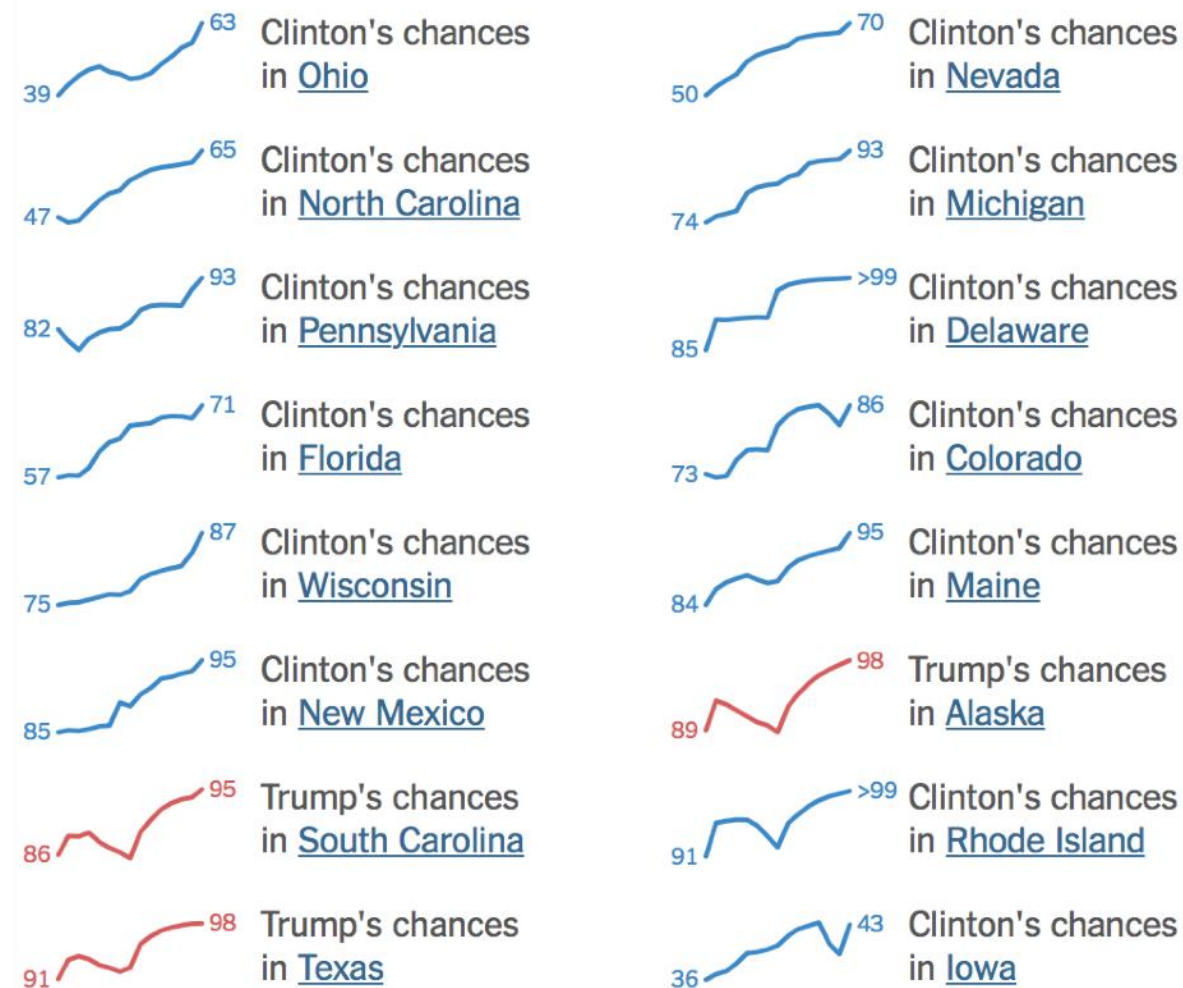 63
Clinton's chances
39
in Ohio
70
Clinton's chances
50
in Nevada
65
Clinton's chances
47
in North Carolina
93
Clinton's chances
74
in Michigan
93
Clinton's chances
82
in Pennsylvania
>99
Clinton's chances
85
in Delaware
71
Clinton's chances
57
in Florida
86
Clinton's chances
73
in Colorado
87
Clinton's chances
75
in Wisconsin
95
Clinton's chances
84
in Maine
95
Clinton's chances
85
in New Mexico
98
Trump's chances
89
in Alaska
95
Trump's chances
86
in South Carolina
>99
Clinton's chances
91
in Rhode Island
98
Trump's chances
91
in Texas
43
Clinton's chances
36
in Iowa